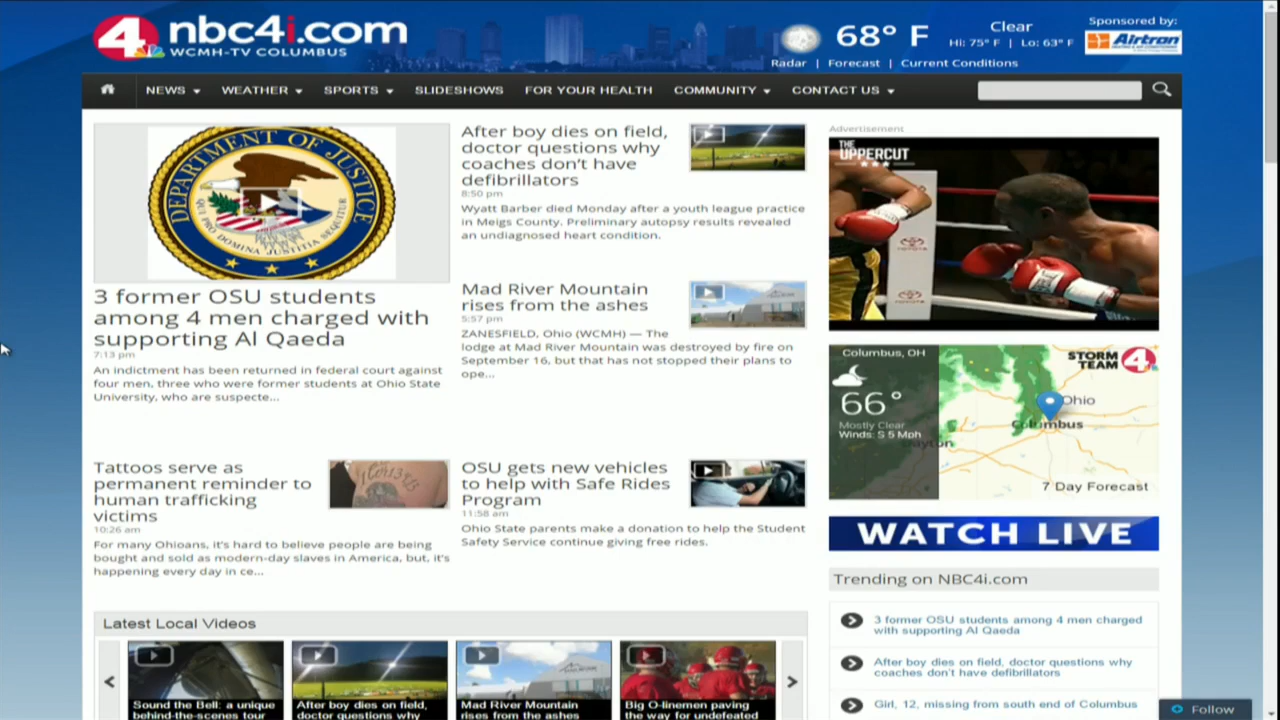 4 nbc4i.com
WCMH-TV COLUMBUS
68° F
Clear
Hi: 75° F | Lo: 63° F
Radar | Forecast | Current Conditions
Sponsored by:
Airtron
NEWS
WEATHER
SPORTS
SLIDESHOWS
FOR YOUR HEALTH
COMMUNITY
CONTACT US
DEPARTMENT OF JUSTICE
QUI PRO DOMINA JUSTITIA SEQUITUR
3 former OSU students
among 4 men charged with
supporting Al Qaeda
7:13 pm
An indictment has been returned in federal court against
four men, three who were former students at Ohio State
University, who are suspecte...
After boy dies on field,
doctor questions why
coaches don’t have
defibrillators
8:50 pm
Wyatt Barber died Monday after a youth league practice
in Meigs County. Preliminary autopsy results revealed
an undiagnosed heart condition.
Mad River Mountain
rises from the ashes
5:57 pm
ZANESFIELD, Ohio (WCMH) — The
lodge at Mad River Mountain was destroyed by fire on
September 16, but that has not stopped their plans to
ope...
Tattoos serve as
permanent reminder to
human trafficking
victims
10:26 am
For many Ohioans, it's hard to believe people are being
bought and sold as modern-day slaves in America, but, it's
happening every day in ce...
OSU gets new vehicles
to help with Safe Rides
Program
11:58 am
Ohio State parents make a donation to help the Student
Safety Service continue giving free rides.
Advertisement
THE
UPPERCUT
TOYOTA
TOYOTA
Columbus, OH
66°
Mostly Clear
Winds: S 5 Mph
STORM
TEAM 4
Ohio
Columbus
Dayton
7 Day Forecast
WATCH LIVE
Trending on NBC4i.com
3 former OSU students among 4 men charged
with supporting Al Qaeda
After boy dies on field, doctor questions why
coaches don't have defibrillators
Girl, 12, missing from south end of Columbus
Latest Local Videos
Sound the Bell: a unique
behind-the-scenes tour
After boy dies on field,
doctor questions why
Mad River Mountain
rises from the ashes
Big O-linemen paving
the way for undefeated
Follow